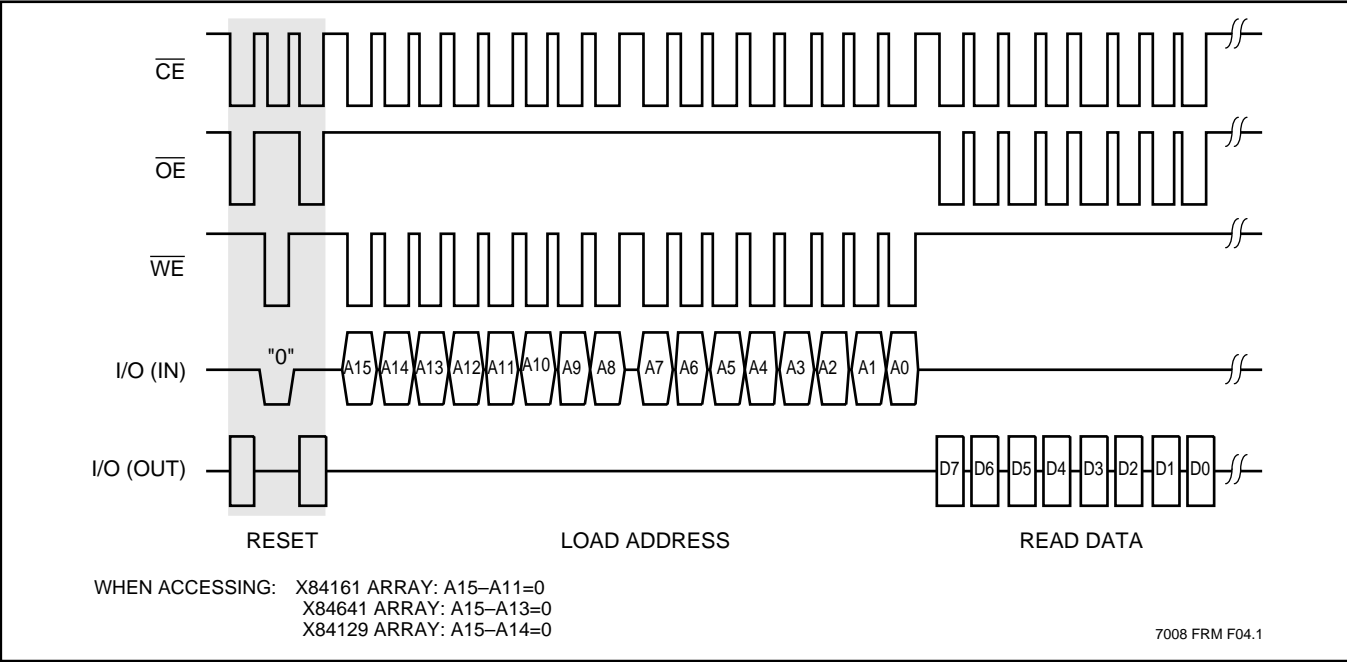 CE
OE
WE
I/O (IN) "0" A15 A14 A13 A12 A11 A10 A9 A8 A7 A6 A5 A4 A3 A2 A1 A0
I/O (OUT) D7 D6 D5 D4 D3 D2 D1 D0
RESET LOAD ADDRESS READ DATA
WHEN ACCESSING: X84161 ARRAY: A15–A11=0
X84641 ARRAY: A15–A13=0
X84129 ARRAY: A15–A14=0
7008 FRM F04.1